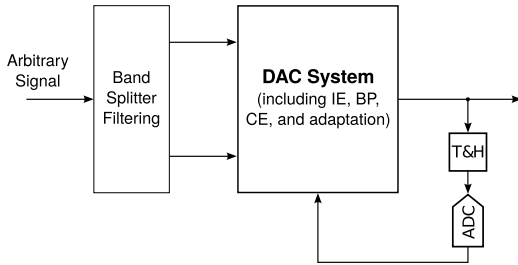 Arbitrary
Signal
Band
Splitter
Filtering
DAC System
(including IE, BP,
CE, and adaptation)
T&H
ADC